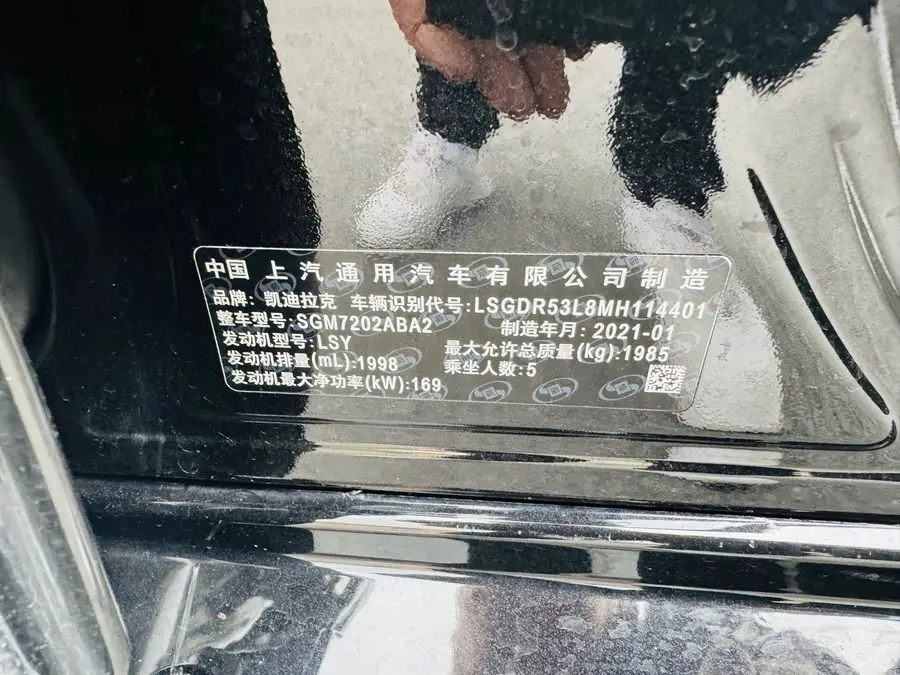 中国 上汽通用汽车有限公司制造
品牌: 凯迪拉克 车辆识别代号:LSGDR53L8MH114401
整车型号:SGM7202ABA2 制造年月: 2021-01
发动机型号:LSY
发动机排量(mL):1998 最大允许总质量(kg):1985
发动机最大净功率(kW):169 乘坐人数:5